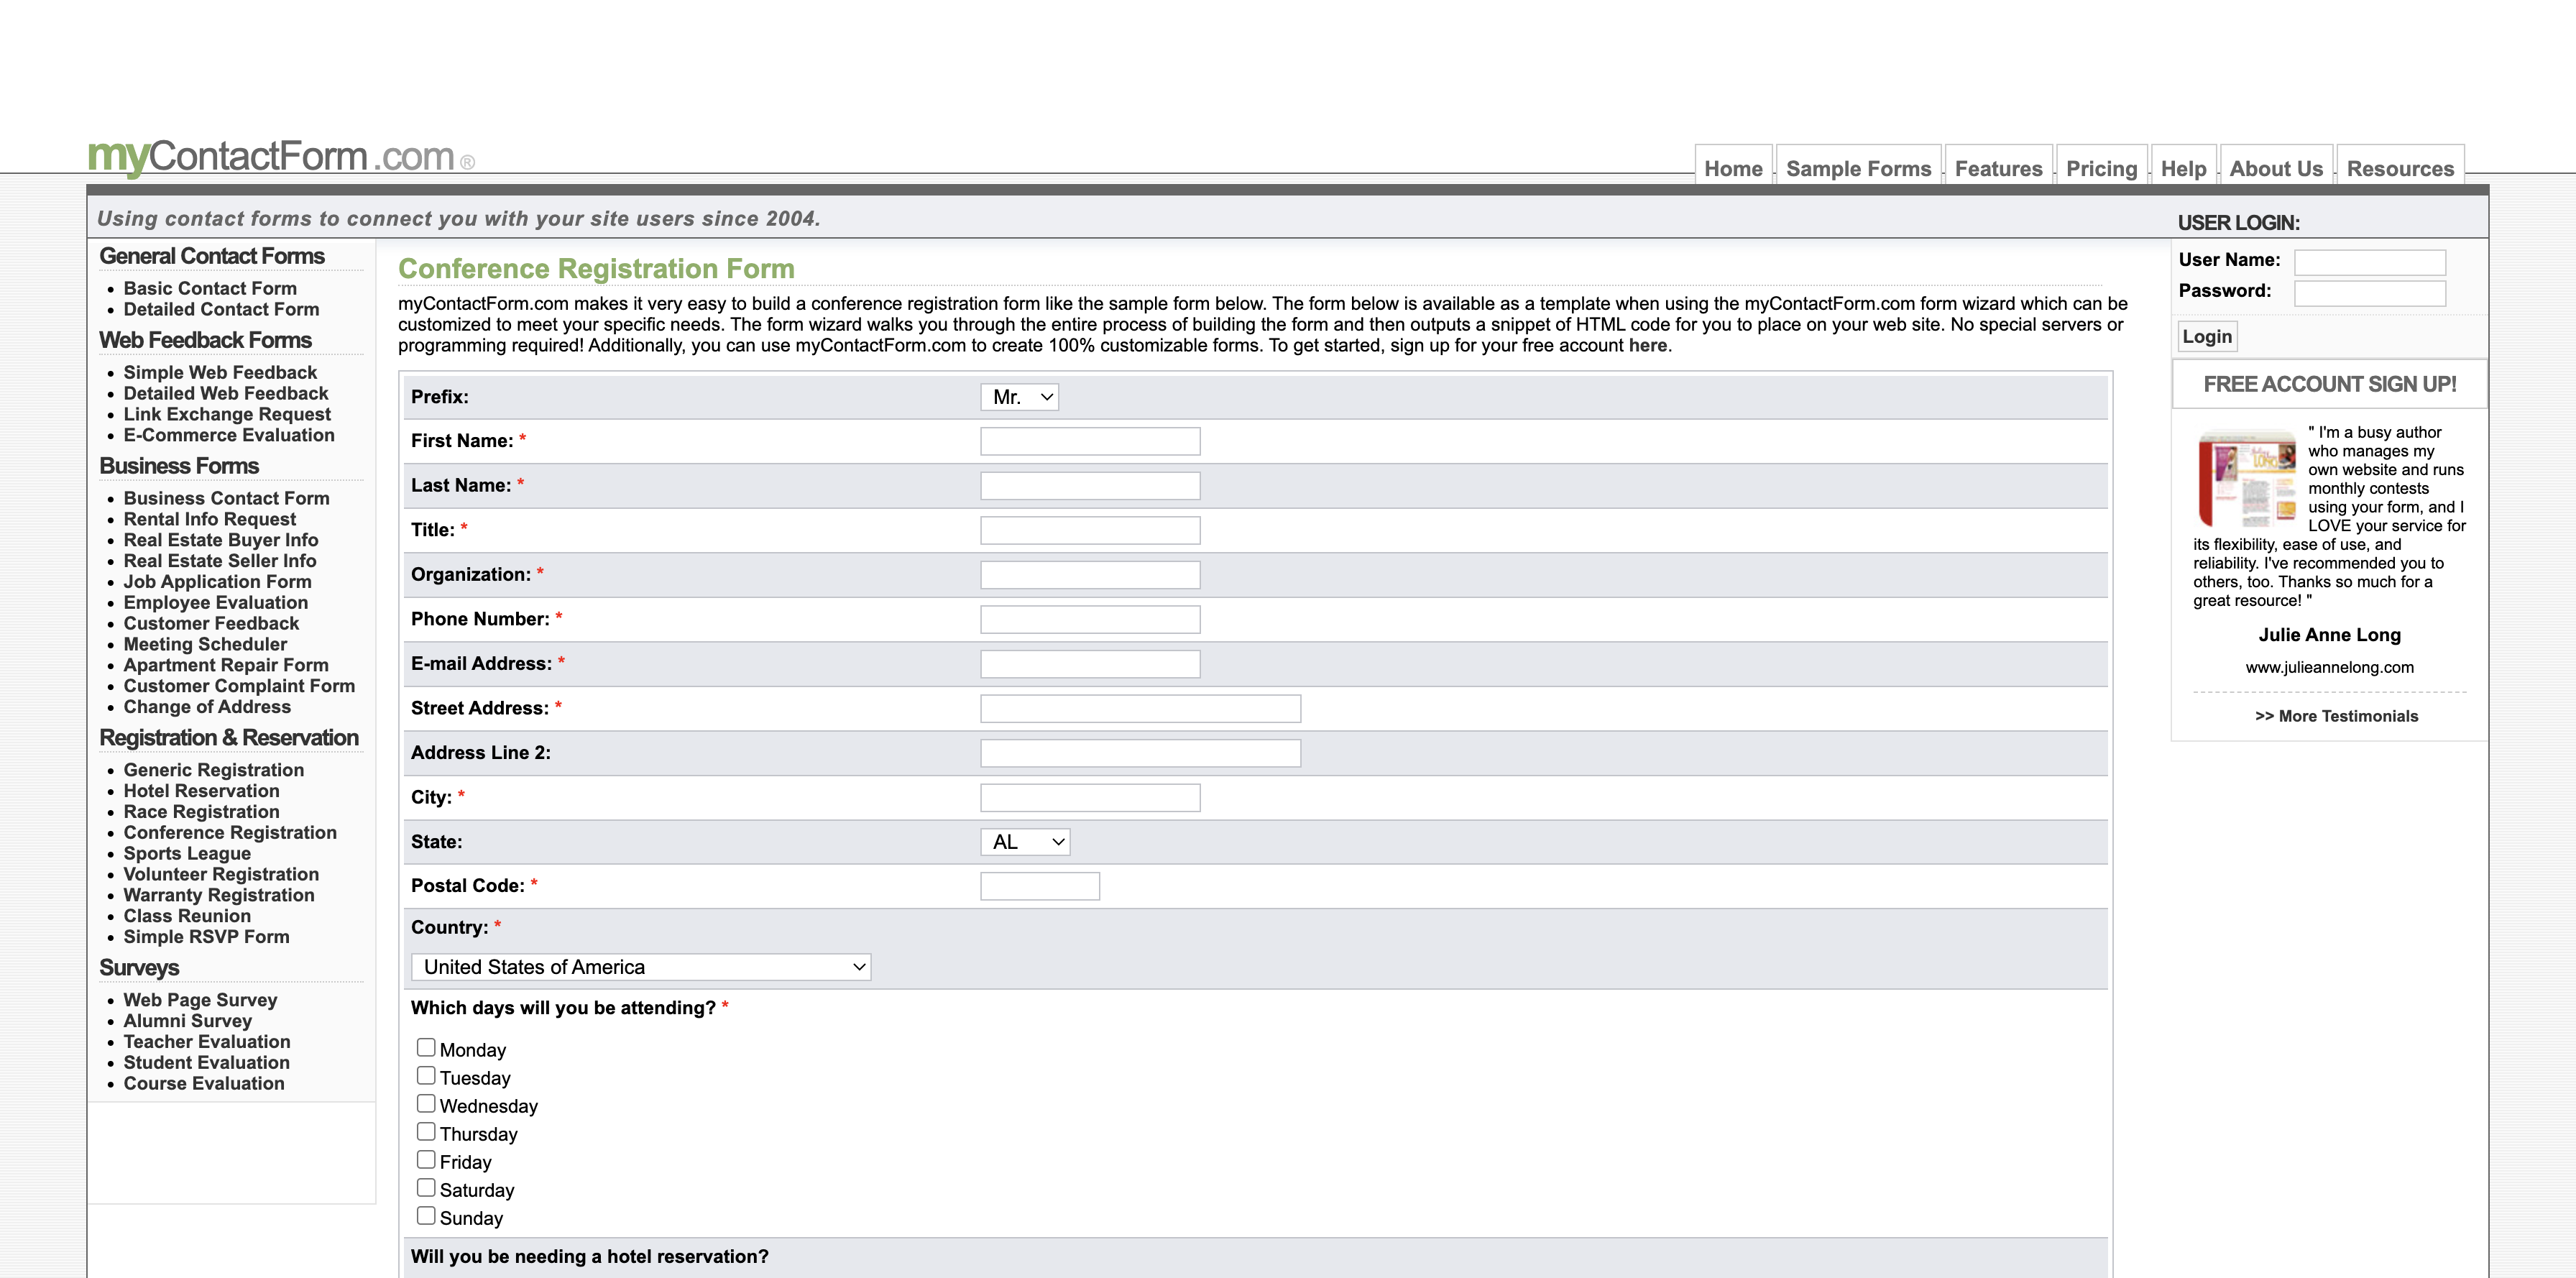 myContactForm.com®
Home
Sample Forms
Features
Pricing
Help
About Us
Resources
Using contact forms to connect you with your site users since 2004.
General Contact Forms
Basic Contact Form
Detailed Contact Form
Web Feedback Forms
Simple Web Feedback
Detailed Web Feedback
Link Exchange Request
E-Commerce Evaluation
Business Forms
Business Contact Form
Rental Info Request
Real Estate Buyer Info
Real Estate Seller Info
Job Application Form
Employee Evaluation
Customer Feedback
Meeting Scheduler
Apartment Repair Form
Customer Complaint Form
Change of Address
Registration & Reservation
Generic Registration
Hotel Reservation
Race Registration
Conference Registration
Sports League
Volunteer Registration
Warranty Registration
Class Reunion
Simple RSVP Form
Surveys
Web Page Survey
Alumni Survey
Teacher Evaluation
Student Evaluation
Course Evaluation
Conference Registration Form
myContactForm.com makes it very easy to build a conference registration form like the sample form below. The form below is available as a template when using the myContactForm.com form wizard which can be
customized to meet your specific needs. The form wizard walks you through the entire process of building the form and then outputs a snippet of HTML code for you to place on your web site. No special servers or
programming required! Additionally, you can use myContactForm.com to create 100% customizable forms. To get started, sign up for your free account here.
Prefix: Mr.
First Name: *
Last Name: *
Title: *
Organization: *
Phone Number: *
E-mail Address: *
Street Address: *
Address Line 2:
City: *
State: AL
Postal Code: *
Country: *
United States of America
Which days will you be attending? *
Monday
Tuesday
Wednesday
Thursday
Friday
Saturday
Sunday
Will you be needing a hotel reservation?
USER LOGIN:
User Name:
Password:
Login
FREE ACCOUNT SIGN UP!
" I'm a busy author
who manages my
own website and runs
monthly contests
using your form, and I
LOVE your service for
its flexibility, ease of use, and
reliability. I've recommended you to
others, too. Thanks so much for a
great resource! "
Julie Anne Long
www.julieannelong.com
>> More Testimonials